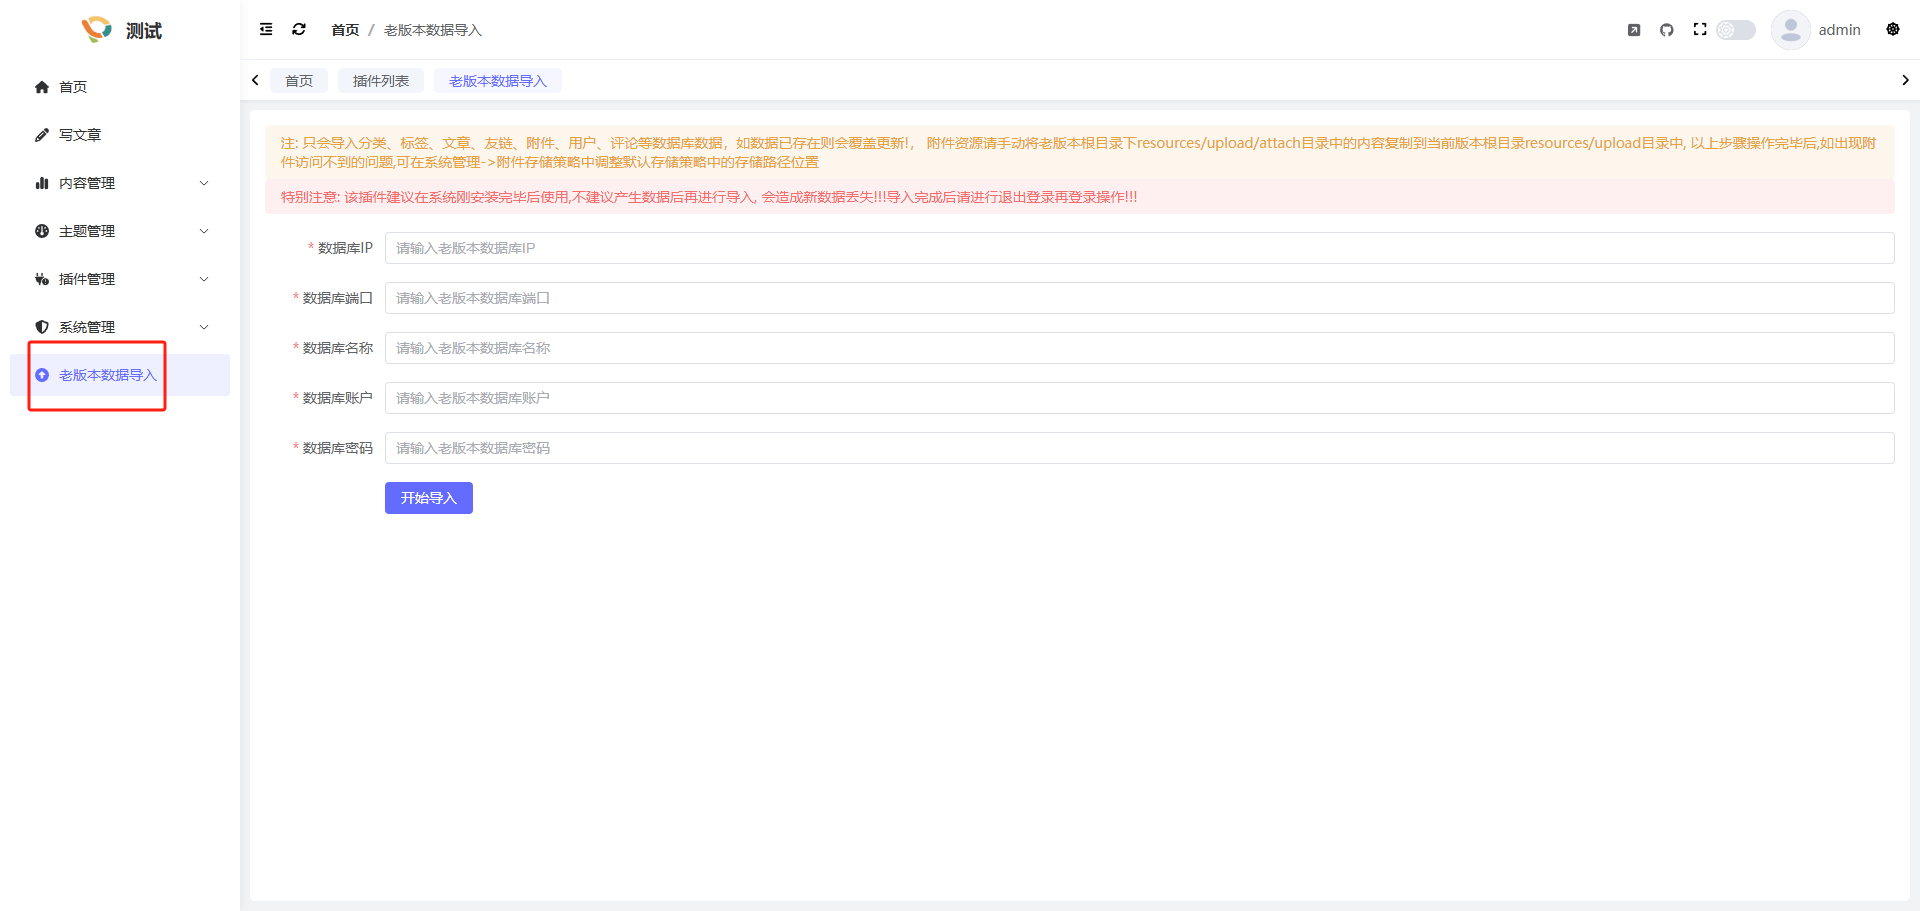 测试
首页
写文章
内容管理
主题管理
插件管理
系统管理
老版本数据导入
首页 / 老版本数据导入
admin
首页
插件列表
老版本数据导入
注: 只会导入分类、标签、文章、友链、附件、用户、评论等数据库数据，如数据已存在则会覆盖更新!， 附件资源请手动将老版本根目录下resources/upload/attach目录中的内容复制到当前版本根目录resources/upload目录中, 以上步骤操作完毕后,如出现附
件访问不到的问题,可在系统管理->附件存储策略中调整默认存储策略中的存储路径位置
特别注意: 该插件建议在系统刚安装完毕后使用,不建议产生数据后再进行导入, 会造成新数据丢失!!!导入完成后请进行退出登录再登录操作!!!
* 数据库IP 请输入老版本数据库IP
* 数据库端口 请输入老版本数据库端口
* 数据库名称 请输入老版本数据库名称
* 数据库账户 请输入老版本数据库账户
* 数据库密码 请输入老版本数据库密码
开始导入